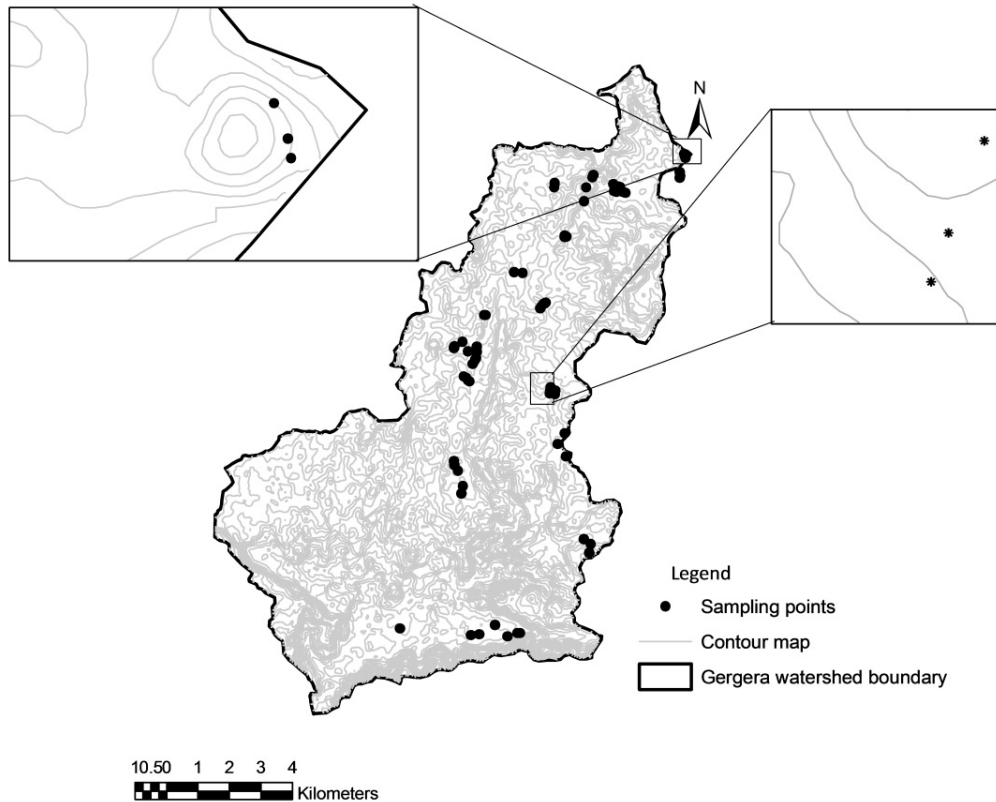 N
Legend
Sampling points
Contour map
Gergera watershed boundary
10.50 1 2 3 4
Kilometers